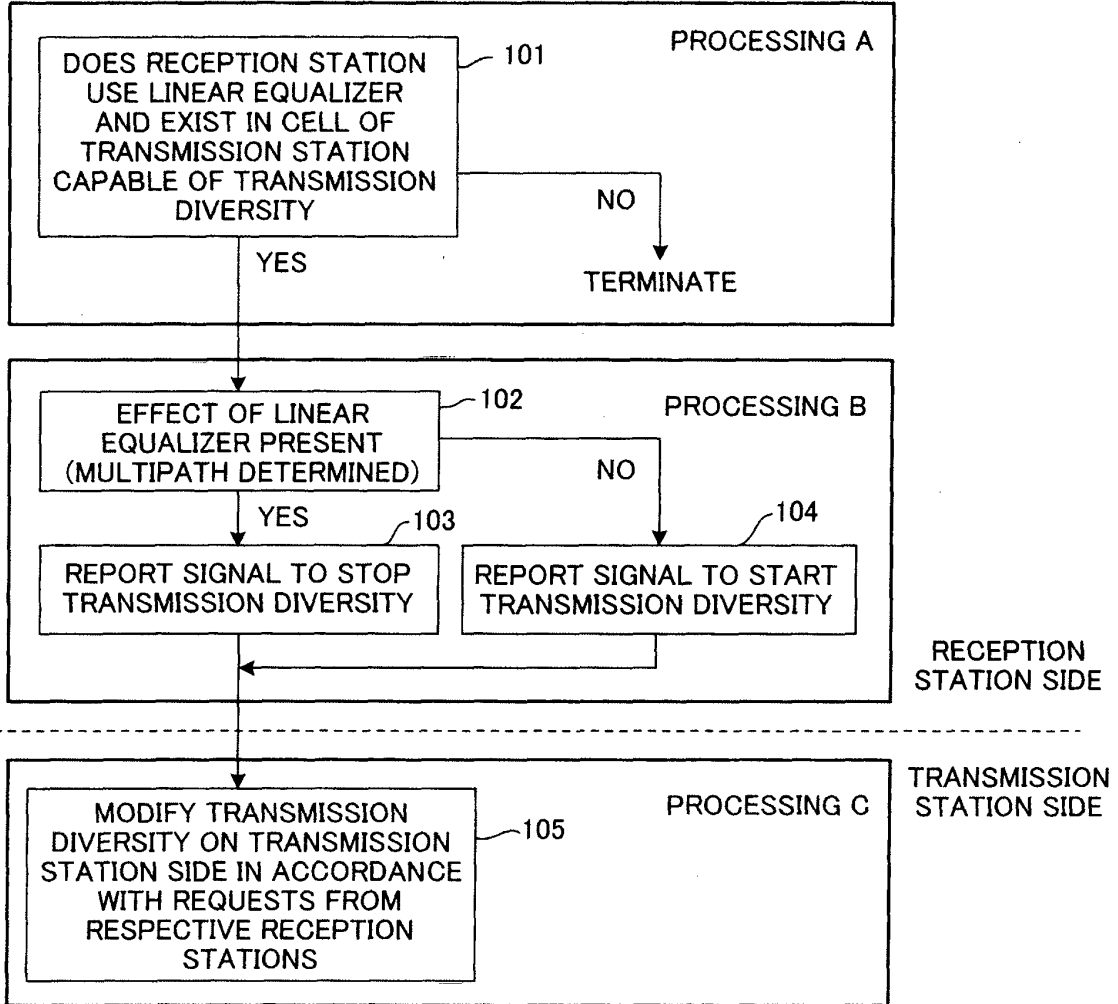 PROCESSING A
101
DOES RECEPTION STATION
USE LINEAR EQUALIZER
AND EXIST IN CELL OF
TRANSMISSION STATION
CAPABLE OF TRANSMISSION
DIVERSITY
NO
YES
TERMINATE
PROCESSING B
102
EFFECT OF LINEAR
EQUALIZER PRESENT
(MULTIPATH DETERMINED)
NO
YES
103
104
REPORT SIGNAL TO STOP
TRANSMISSION DIVERSITY
REPORT SIGNAL TO START
TRANSMISSION DIVERSITY
RECEPTION
STATION SIDE
TRANSMISSION
STATION SIDE
PROCESSING C
105
MODIFY TRANSMISSION
DIVERSITY ON TRANSMISSION
STATION SIDE IN ACCORDANCE
WITH REQUESTS FROM
RESPECTIVE RECEPTION
STATIONS